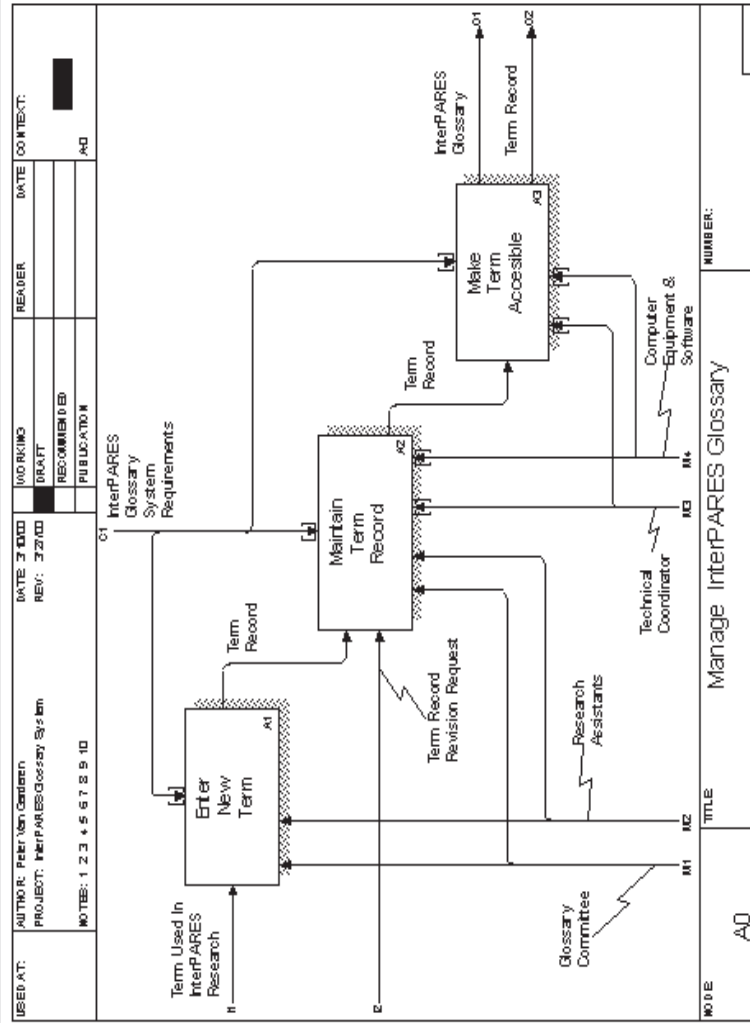 USED AT:
AUTHOR: Peter Van Garderen
PROJECT: InterPARES Glossary System
NOTES: 1 2 3 4 5 6 7 8 9 10
DATE:
REV:
WORKING
DRAFT
RECOMMENDED
PUBLICATION
READER
DATE
CONTEXT:
A-0
C1
InterPARES
Glossary
System
Requirements
Term Used In
InterPARES
Research
I1
Enter
New
Term
A1
Term
Record
I2
Term Record
Revision Request
Maintain
Term
Record
A2
Term
Record
Make
Term
Accesible
A3
InterPARES
Glossary
O1
Term Record
O2
Glossary
Committee
Research
Assistants
Technical
Coordinator
Computer
Equipment &
Software
M1
M2
M3
M4
NODE:
A0
TITLE:
Manage InterPARES Glossary
NUMBER: